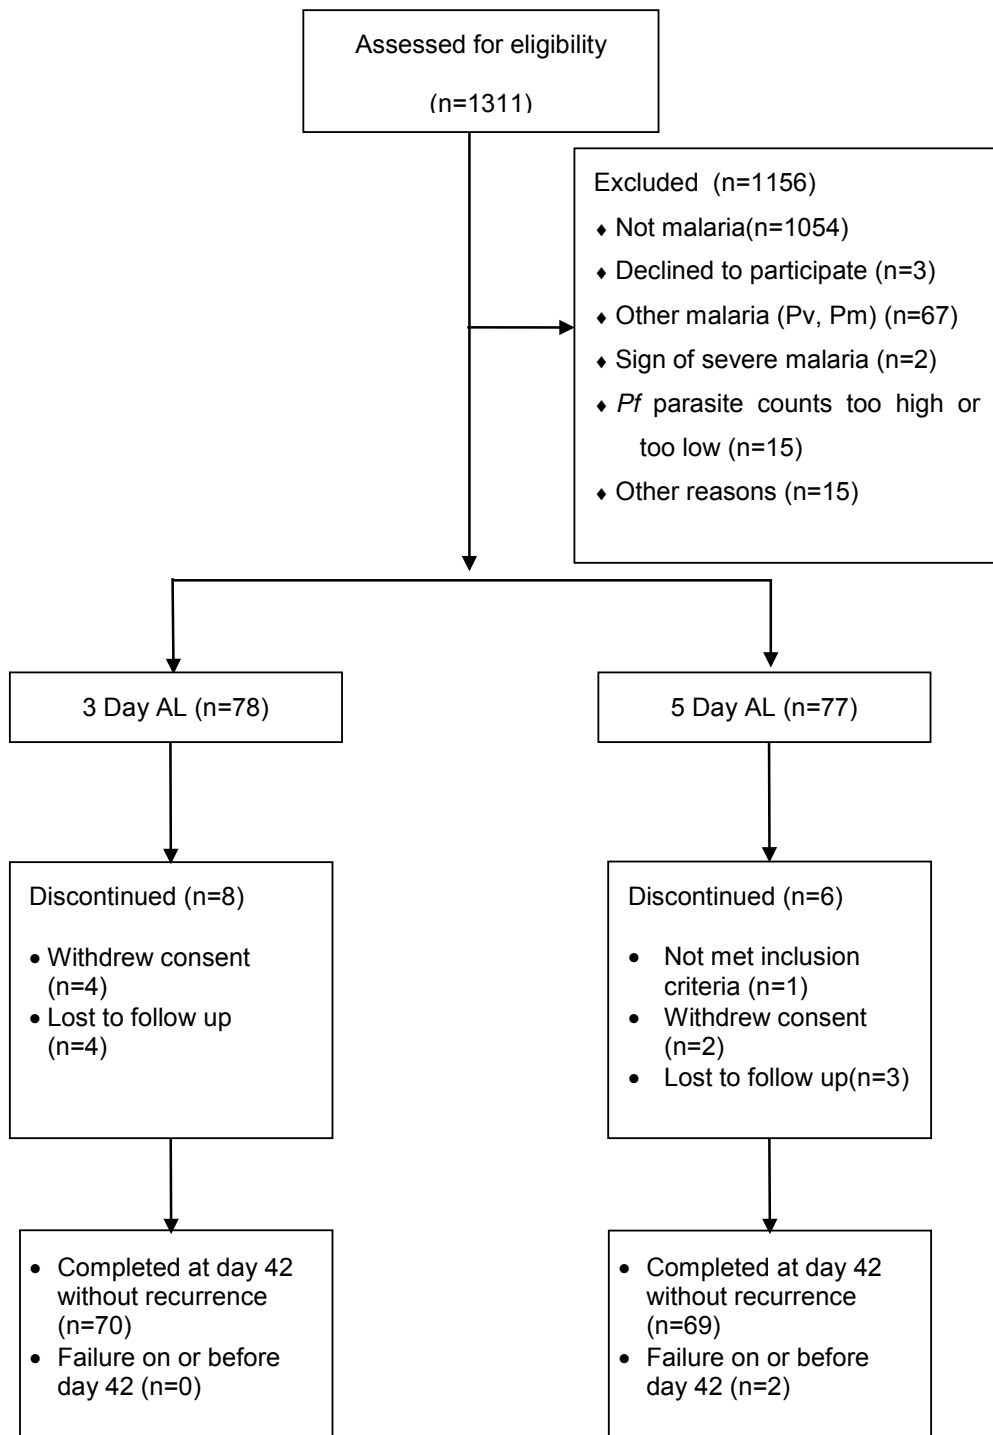 Assessed for eligibility
(n=1311)
Excluded  (n=1156)
♦ Not malaria(n=1054)
♦ Declined to participate (n=3)
♦ Other malaria (Pv, Pm) (n=67)
♦ Sign of severe malaria (n=2)
♦ Pf parasite counts too high or
too low (n=15)
♦ Other reasons (n=15)
3 Day AL (n=78)
5 Day AL (n=77)
Discontinued (n=8)
• Withdrew consent
(n=4)
• Lost to follow up
(n=4)
Discontinued (n=6)
• Not met inclusion
criteria (n=1)
• Withdrew consent
(n=2)
• Lost to follow up(n=3)
• Completed at day 42
without recurrence
(n=70)
• Failure on or before
day 42 (n=0)
• Completed at day 42
without recurrence
(n=69)
• Failure on or before
day 42 (n=2)